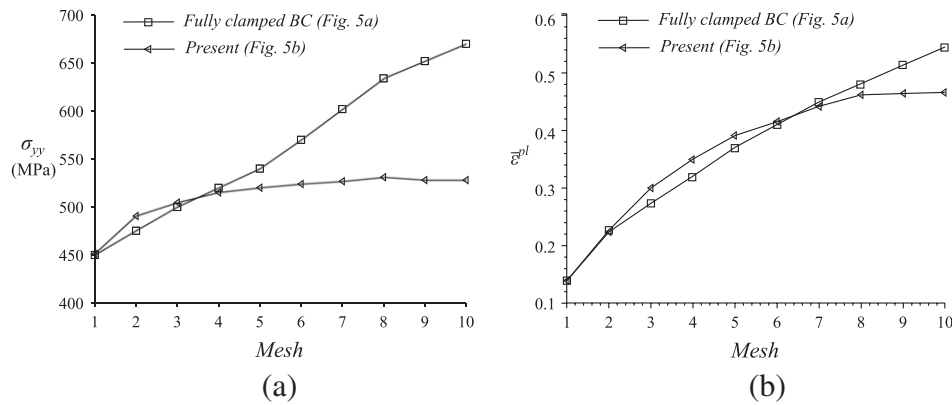 700
Fully clamped BC (Fig. 5a)
Present (Fig. 5b)
650
600
σyy
(MPa)
550
500
450
400
1 2 3 4 5 6 7 8 9 10
Mesh
(a)
0.6
Fully clamped BC (Fig. 5a)
Present (Fig. 5b)
0.5
0.4
ε̄pl
0.3
0.2
0.1
1 2 3 4 5 6 7 8 9 10
Mesh
(b)